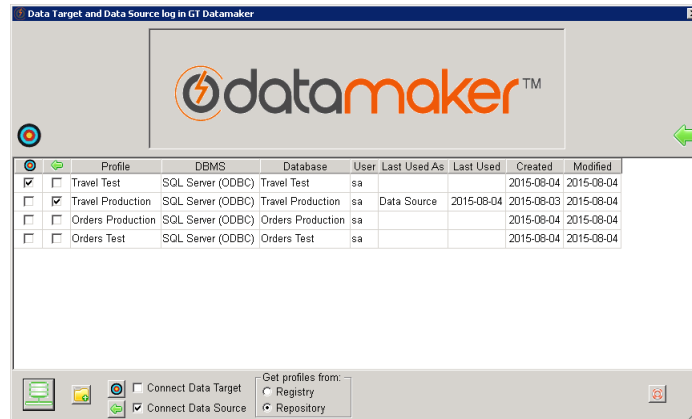 Data Target and Data Source log in GT Datamaker
datamaker™
Profile DBMS Database User Last Used As Last Used Created Modified
Travel Test SQL Server (ODBC) Travel Test sa 2015-08-04 2015-08-04
Travel Production SQL Server (ODBC) Travel Production sa Data Source 2015-08-04 2015-08-03 2015-08-04
Orders Production SQL Server (ODBC) Orders Production sa 2015-08-04 2015-08-04
Orders Test SQL Server (ODBC) Orders Test sa 2015-08-04 2015-08-04
Get profiles from:
Connect Data Target Registry
Connect Data Source Repository